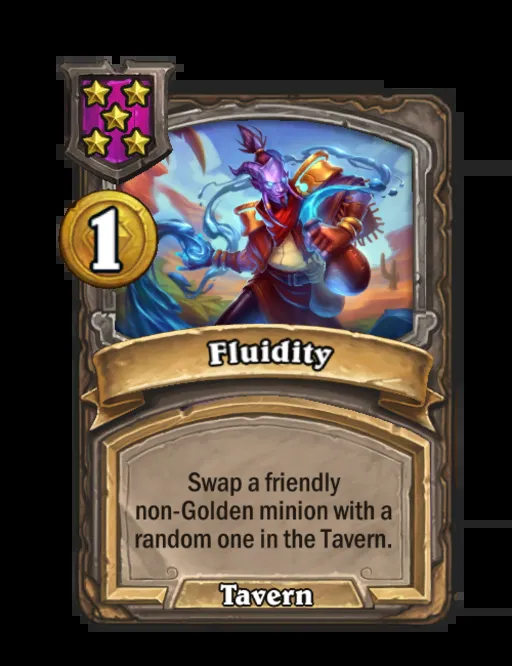 1
Fluidity
Swap a friendly
non-Golden minion with a
random one in the Tavern.
Tavern